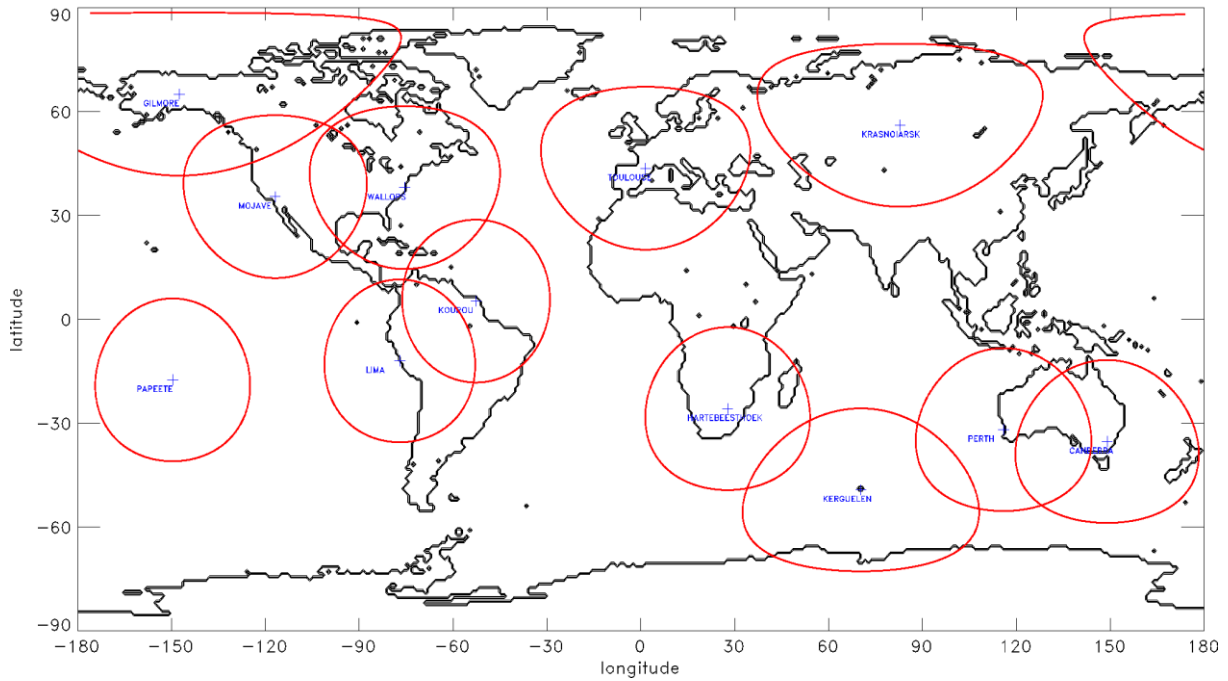 90
60
30
0
−30
−60
−90
latitude
GILMORE
KRASNOIARSK
TOULOUSE
WALLOPS
MOJAVE
KOUROU
LIMA
PAPEETE
HARTEBEESTHOEK
PERTH
CANBERRA
KERGUELEN
−180 −150 −120 −90 −60 −30 0 30 60 90 120 150 180
longitude